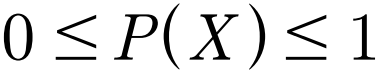 0 ≤ P(X) ≤ 1